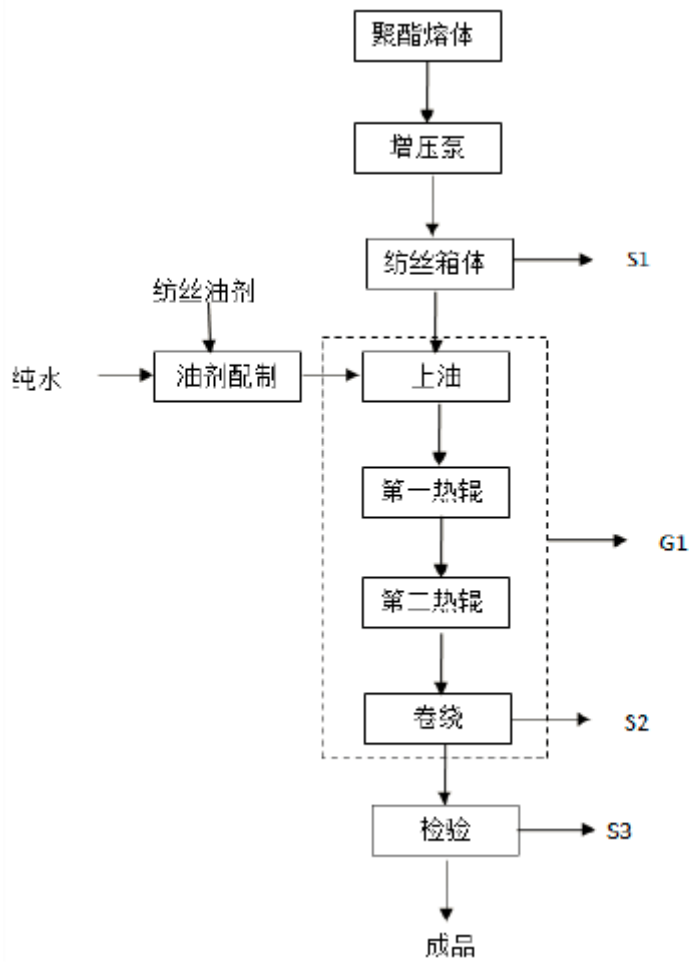 聚酯熔体
增压泵
纺丝箱体
S1
纺丝油剂
纯水
油剂配制
上油
第一热辊
G1
第二热辊
卷绕
S2
检验
S3
成品